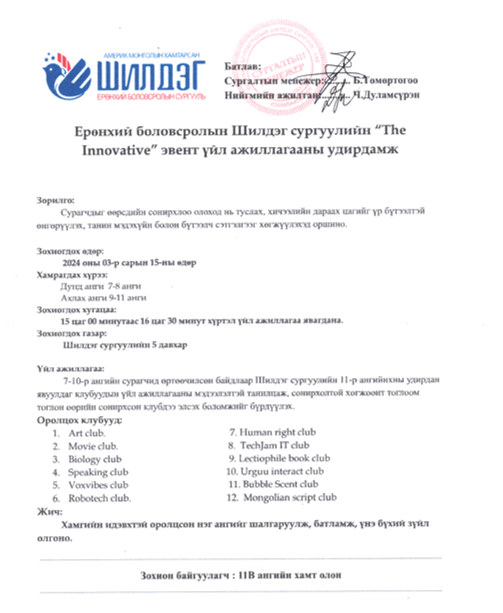 АМЕРИК МОНГОЛЫН ХАМТАРСАН
ШИЛДЭГ
ЕРӨНХИЙ БОЛОВСРОЛЫН СУРГУУЛЬ
Батлав:
Сургалтын менежер: Б.Төмөртогоо
Нийгмийн ажилтан: Ч.Дуламсүрэн
СУРГАЛТЫН
МЕНЕЖЕР
Ерөнхий боловсролын Шилдэг сургуулийн “The
Innovative” эвент үйл ажиллагааны удирдамж
Зорилго:
Сурагчдыг өөрсдийн сонирхлоо олоход нь туслах, хичээлийн дараах цагийг үр бүтээлтэй
өнгөрүүлэх, танин мэдэхүйн болон бүтээлч сэтгэлгээг хөгжүүлэхэд оршино.
Зохиогдох өдөр:
2024 оны 03-р сарын 15-ны өдөр
Хамрагдах хүрээ:
Дунд анги 7-8 анги
Ахлах анги 9-11 анги
Зохиогдох хугацаа:
15 цаг 00 минутаас 16 цаг 30 минут хүртэл үйл ажиллагаа явагдана.
Зохиогдох газар:
Шилдэг сургуулийн 5 давхар
Үйл ажиллагаа:
7-10-р ангийн сурагчид өргөөчилсөн байдлаар Шилдэг сургуулийн 11-р ангийнхны удирдан
явуулдаг клубуудын үйл ажиллагааны мэдээлэлтэй танилцаж, сонирхолтой хөгжөөнт тоглоом
тоглон өөрийн сонирхсон клубдээ элсэх боломжийг бүрдүүлэх.
Оролцох клубууд:
1. Art club.
2. Movie club.
3. Biology club
4. Speaking club
5. Voxvibes club
6. Robotech club.
7. Human right club
8. TechJam IT club
9. Lectiophile book club
10. Urguu interact club
11. Bubble Scent club
12. Mongolian script club
Жич:
Хамгийн идэвхтэй оролцсон нэг ангийг шалгаруулж, батламж, үнэ бүхий зүйл
олгоно.
Зохион байгуулагч : 11В ангийн хамт олон